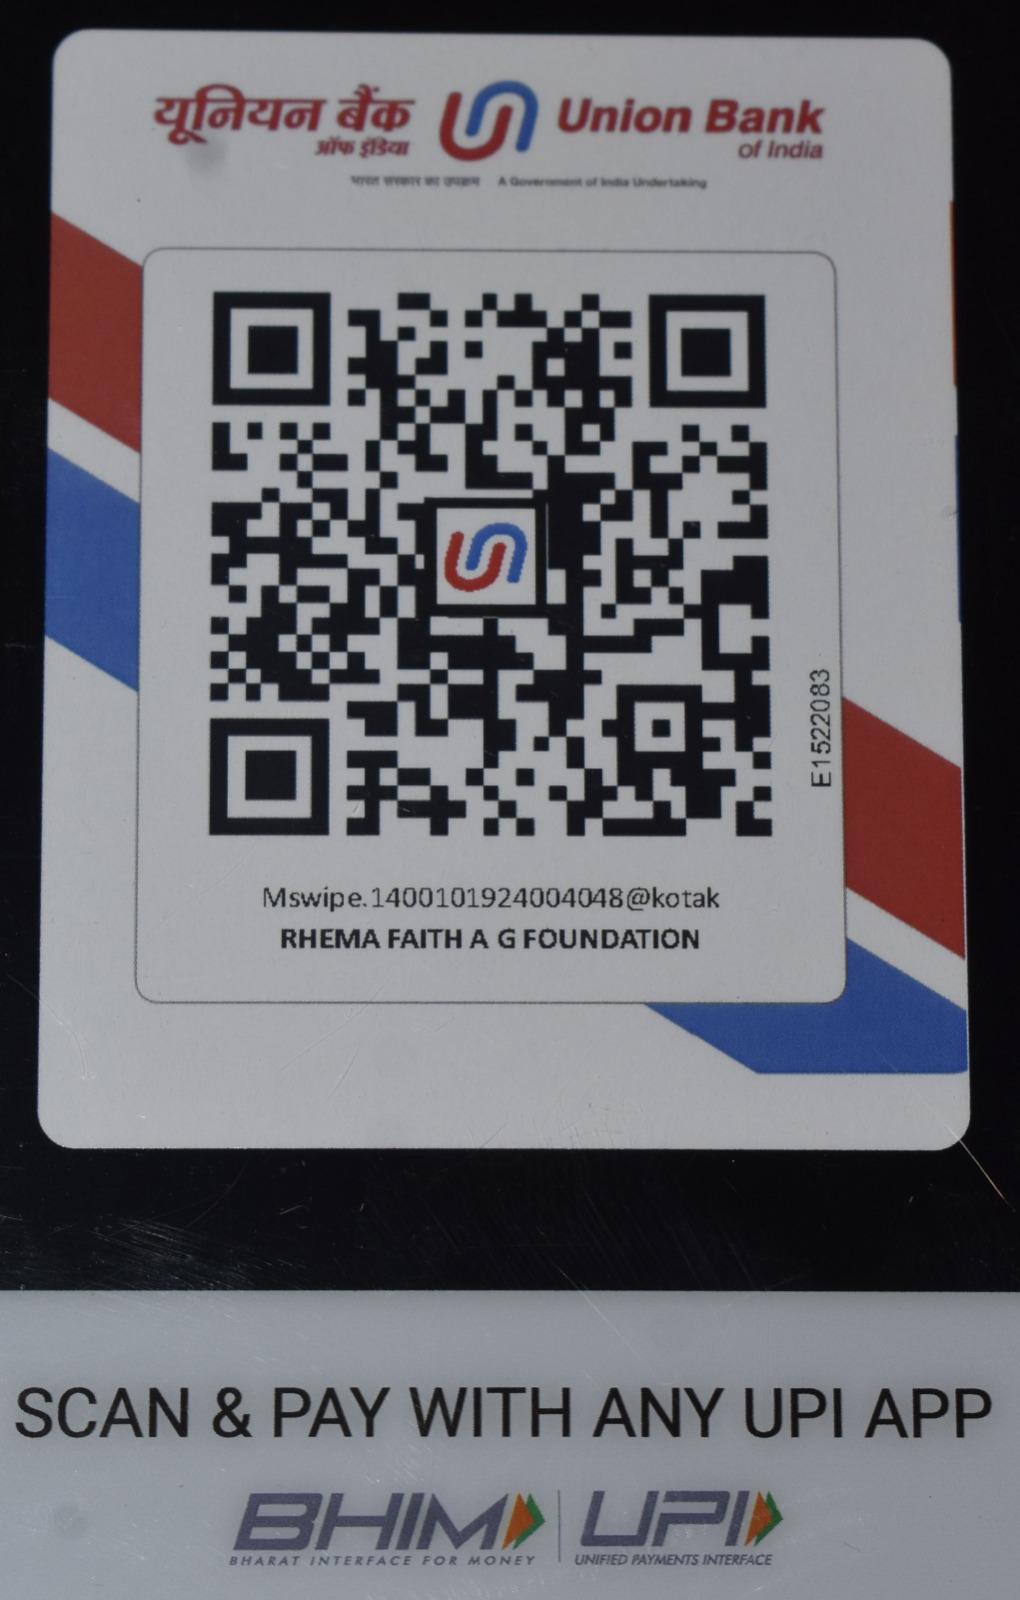 यूनियन बैंक Union Bank
ऑफ इंडिया of India
भारत सरकार का उपक्रम A Government of India Undertaking
E1522083
Mswipe.1400101924004048@kotak
RHEMA FAITH A G FOUNDATION
SCAN & PAY WITH ANY UPI APP
BHIM UPI
BHARAT INTERFACE FOR MONEY UNIFIED PAYMENTS INTERFACE